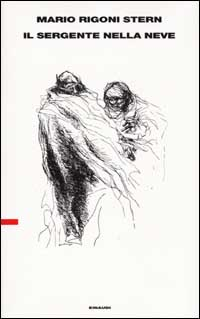 MARIO RIGONI STERN
IL SERGENTE NELLA NEVE
EINAUDI